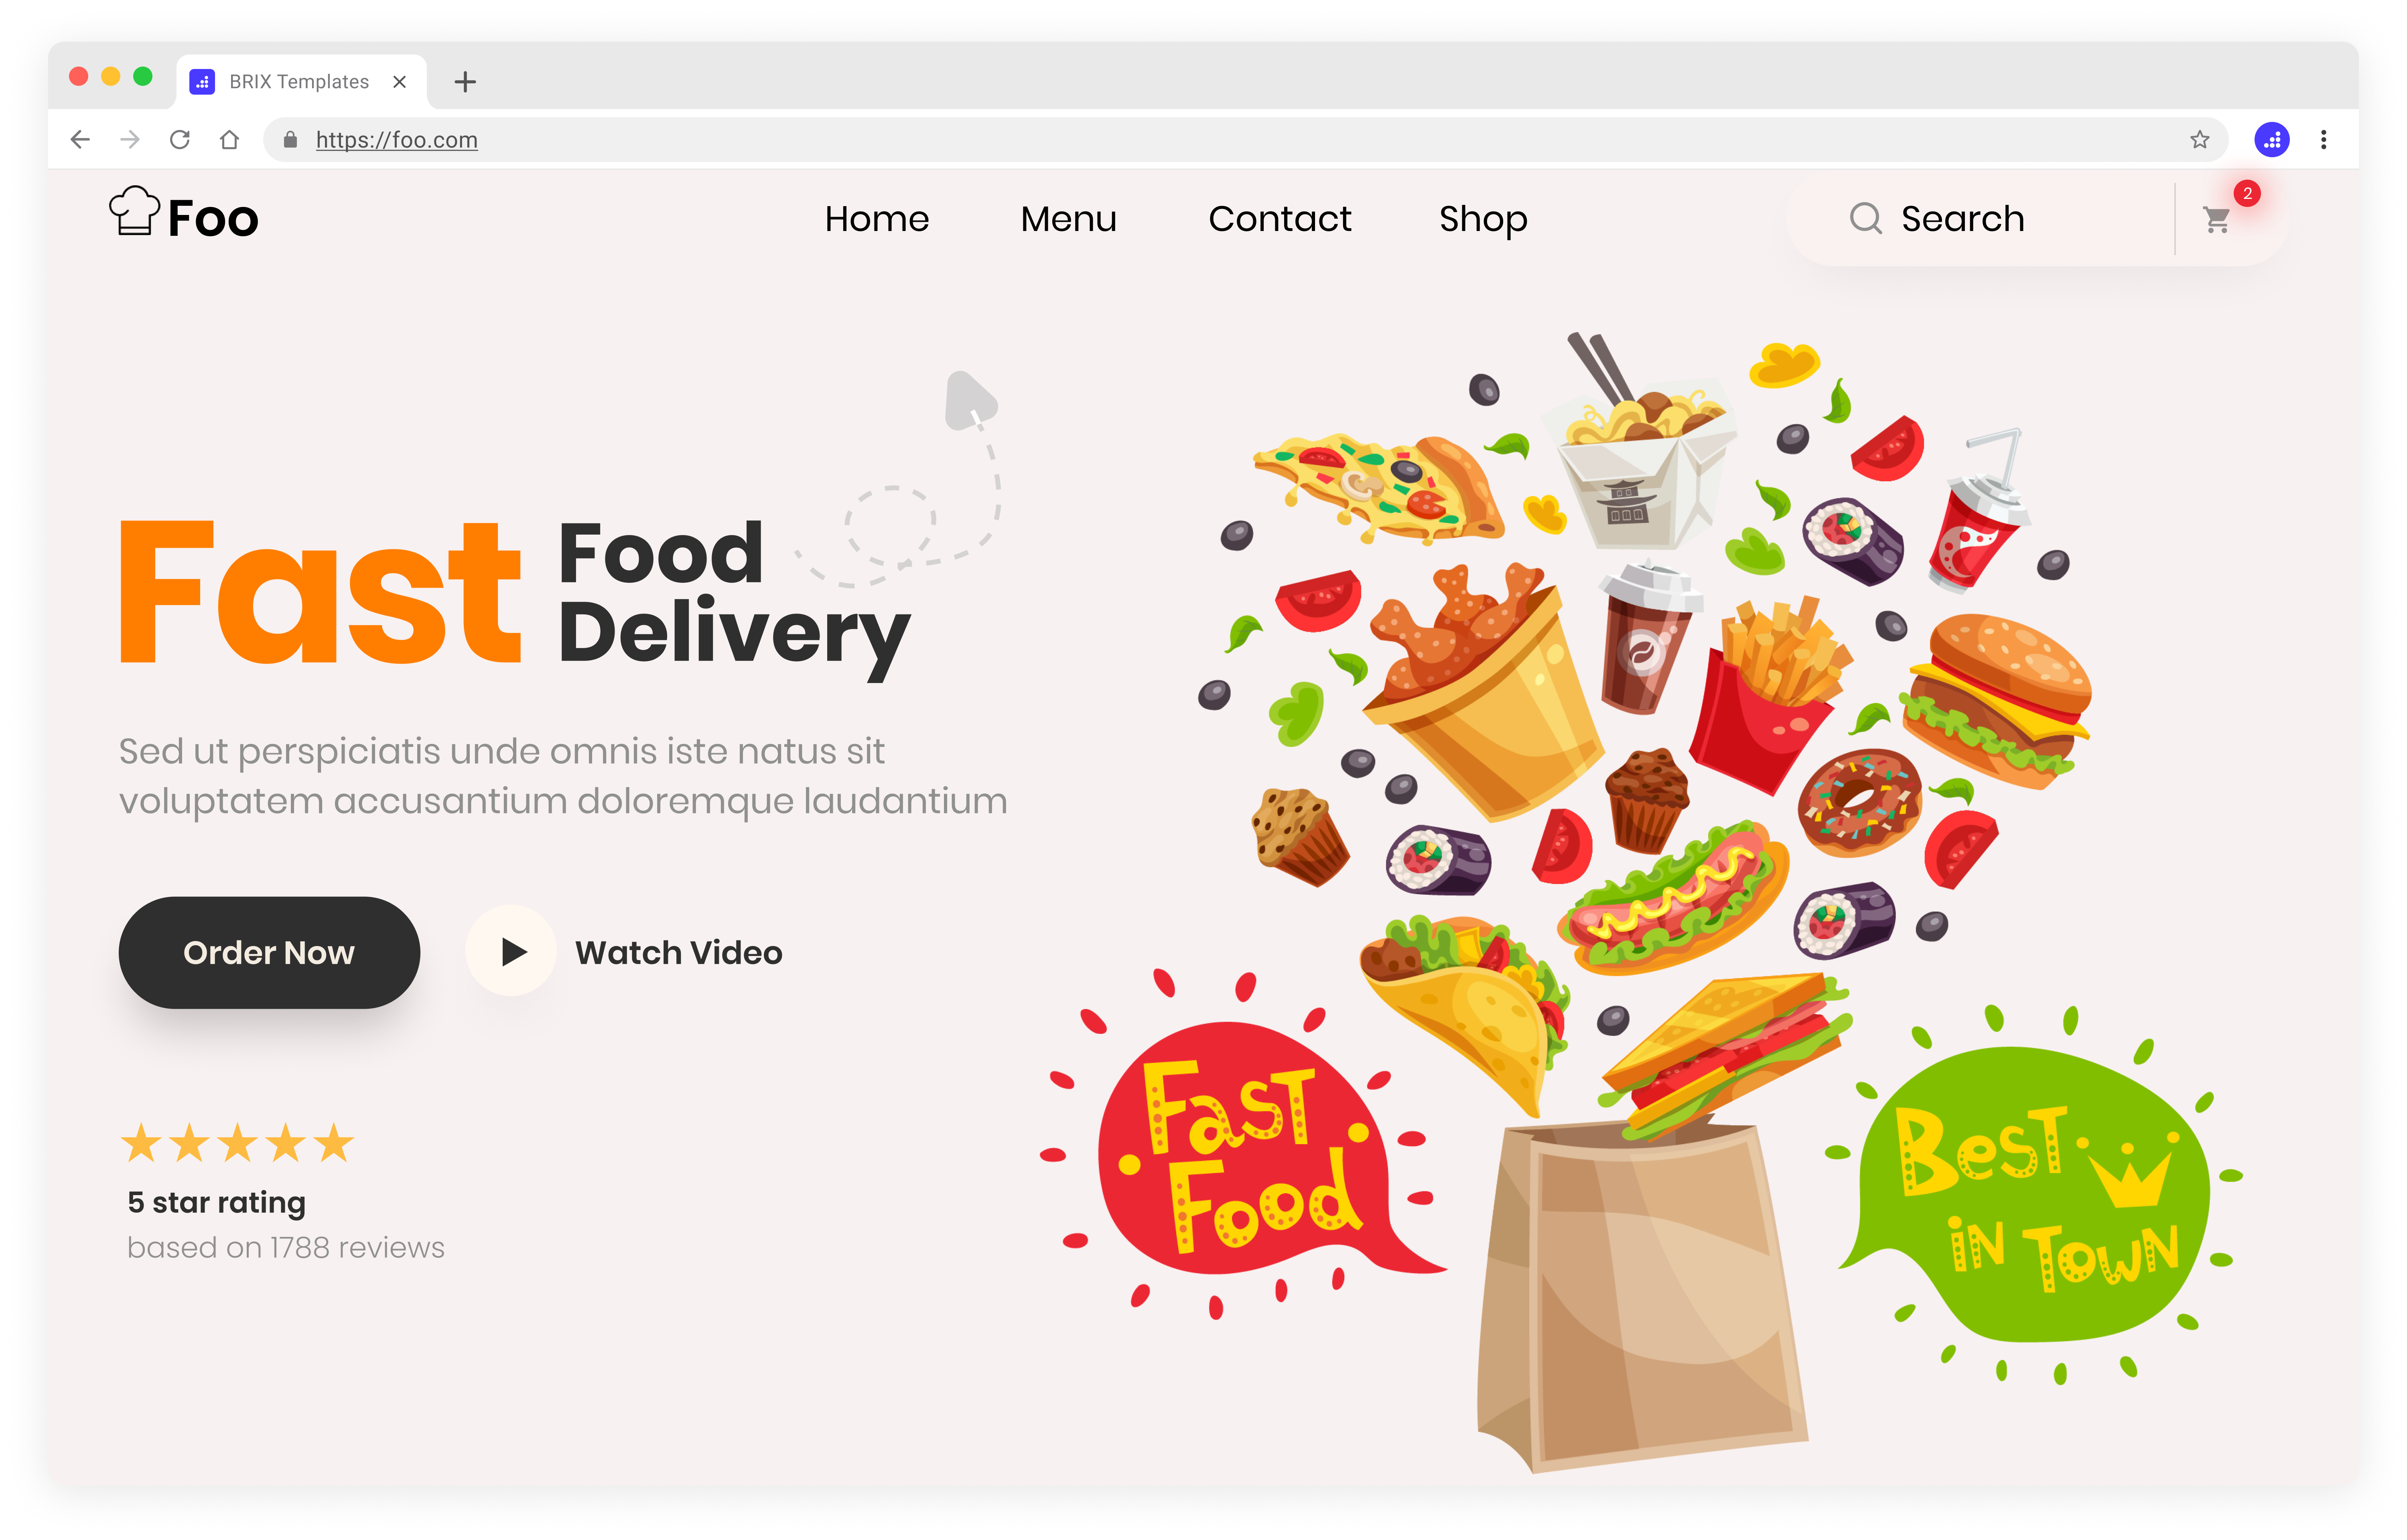 BRIX Templates
https://foo.com
Foo
Home
Menu
Contact
Shop
Search
2
Fast
Food
Delivery
Sed ut perspiciatis unde omnis iste natus sit
voluptatem accusantium doloremque laudantium
Order Now
Watch Video
5 star rating
based on 1788 reviews
FasT
Food
BesT
iN TowN